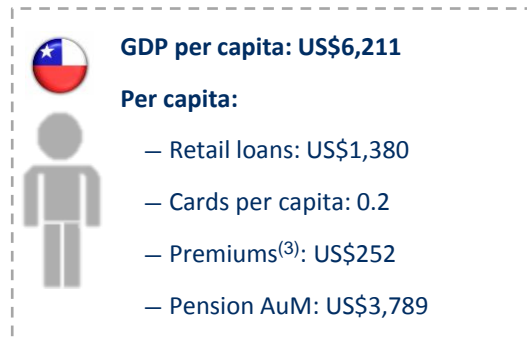 GDP per capita: US$6,211
Per capita:
— Retail loans: US$1,380
— Cards per capita: 0.2
— Premiums(3): US$252
— Pension AuM: US$3,789